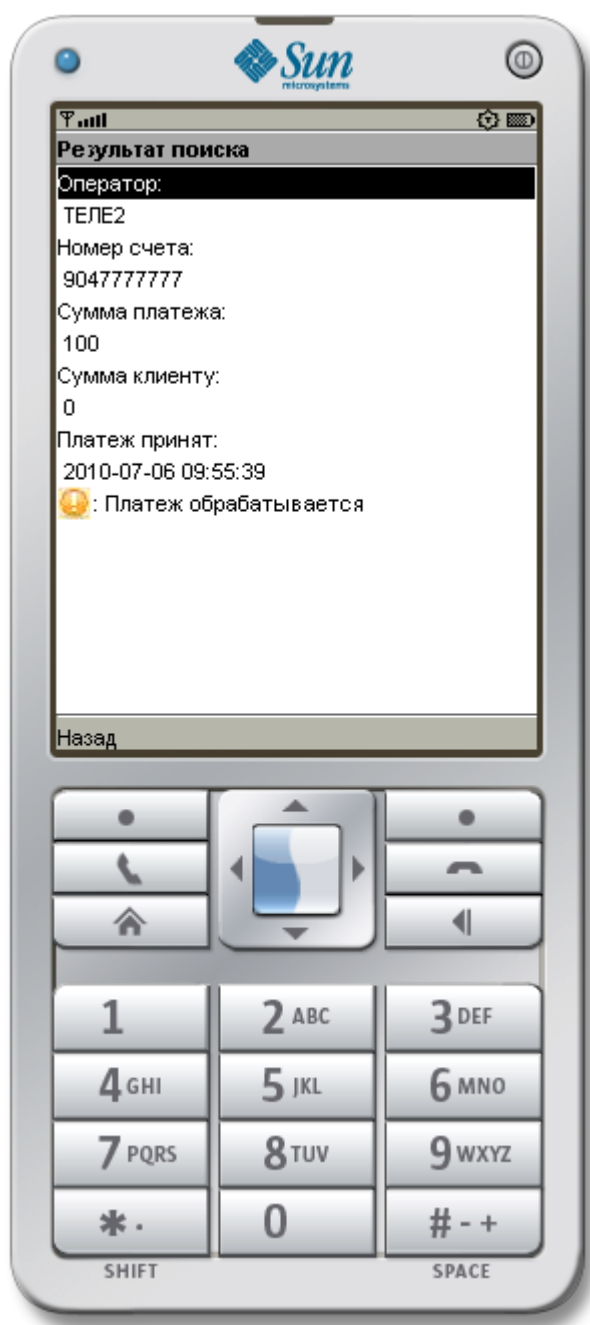 Sun
microsystems
Результат поиска
Оператор:
ТЕЛЕ2
Номер счета:
9047777777
Сумма платежа:
100
Сумма клиенту:
0
Платеж принят:
2010-07-06 09:55:39
: Платеж обрабатывается
Назад
1 2 ABC 3 DEF
4 GHI 5 JKL 6 MNO
7 PQRS 8 TUV 9 WXYZ
* . 0 # - +
SHIFT SPACE